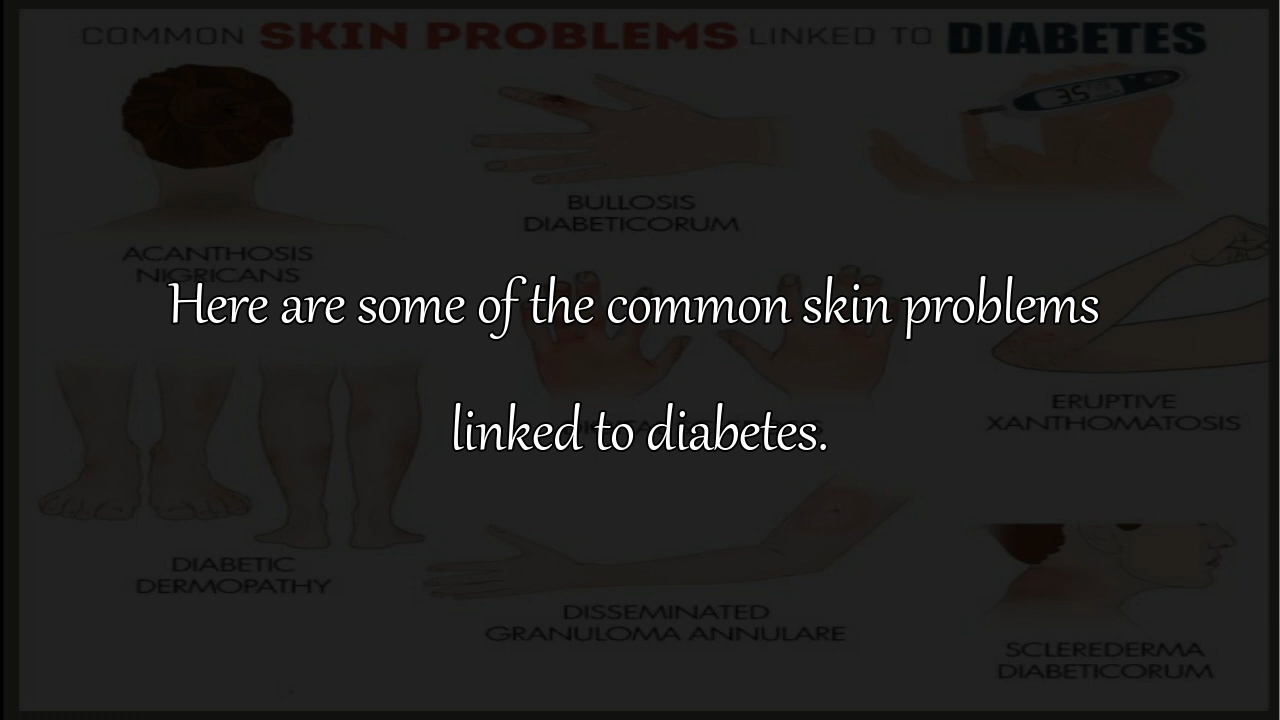 COMMON SKIN PROBLEMS LINKED TO DIABETES
35
BULLOSIS
DIABETICORUM
ACANTHOSIS
NIGRICANS
Here are some of the common skin problems
linked to diabetes.
ERUPTIVE
XANTHOMATOSIS
DIABETIC
DERMOPATHY
DISSEMINATED
GRANULOMA ANNULARE
SCLEREDERMA
DIABETICORUM